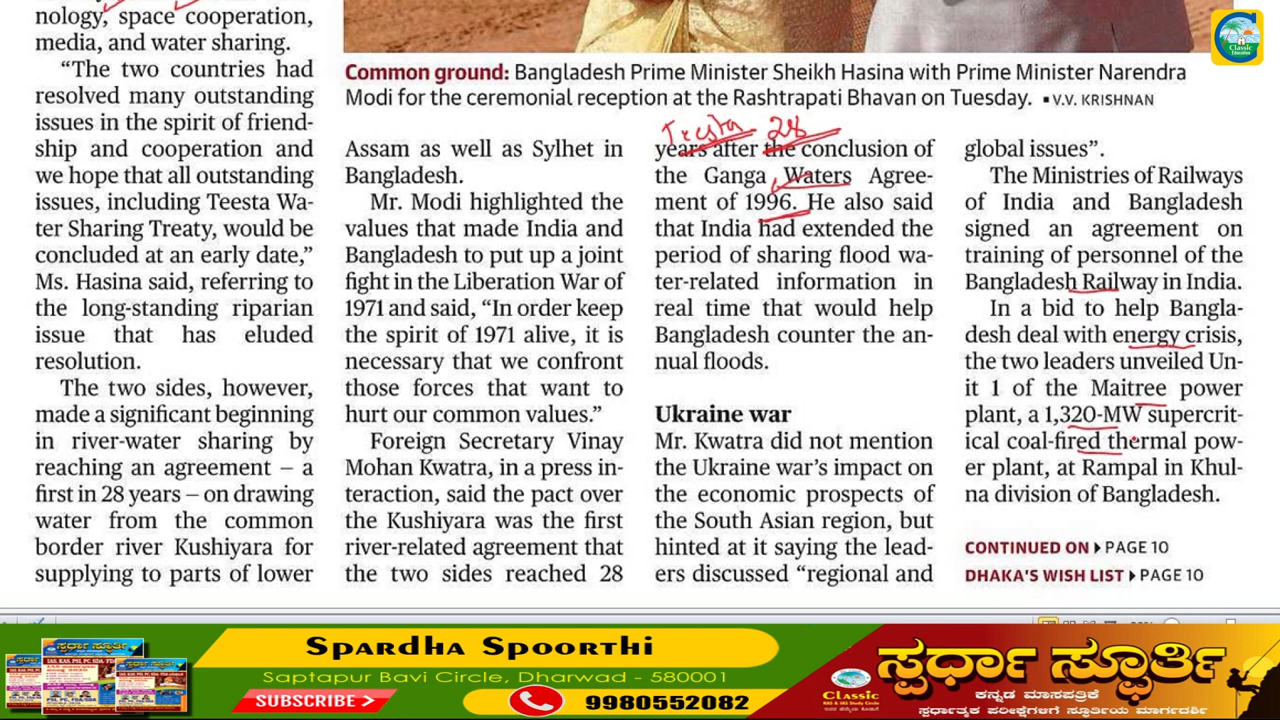 nology, space cooperation,
media, and water sharing.
“The two countries had
resolved many outstanding
issues in the spirit of friend-
ship and cooperation and
we hope that all outstanding
issues, including Teesta Wa-
ter Sharing Treaty, would be
concluded at an early date,”
Ms. Hasina said, referring to
the long-standing riparian
issue that has eluded
resolution.
The two sides, however,
made a significant beginning
in river-water sharing by
reaching an agreement – a
first in 28 years – on drawing
water from the common
border river Kushiyara for
supplying to parts of lower
Common ground: Bangladesh Prime Minister Sheikh Hasina with Prime Minister Narendra
Modi for the ceremonial reception at the Rashtrapati Bhavan on Tuesday. ▪ V.V. KRISHNAN
Assam as well as Sylhet in
Bangladesh.
Mr. Modi highlighted the
values that made India and
Bangladesh to put up a joint
fight in the Liberation War of
1971 and said, “In order keep
the spirit of 1971 alive, it is
necessary that we confront
those forces that want to
hurt our common values.”
Foreign Secretary Vinay
Mohan Kwatra, in a press in-
teraction, said the pact over
the Kushiyara was the first
river-related agreement that
the two sides reached 28
Teesta 28
years after the conclusion of
the Ganga Waters Agree-
ment of 1996. He also said
that India had extended the
period of sharing flood wa-
ter-related information in
real time that would help
Bangladesh counter the an-
nual floods.
Ukraine war
Mr. Kwatra did not mention
the Ukraine war’s impact on
the economic prospects of
the South Asian region, but
hinted at it saying the lead-
ers discussed “regional and
global issues”.
The Ministries of Railways
of India and Bangladesh
signed an agreement on
training of personnel of the
Bangladesh Railway in India.
In a bid to help Bangla-
desh deal with energy crisis,
the two leaders unveiled Un-
it 1 of the Maitree power
plant, a 1,320-MW supercrit-
ical coal-fired thermal pow-
er plant, at Rampal in Khul-
na division of Bangladesh.
CONTINUED ON ▸ PAGE 10
DHAKA’S WISH LIST ▸ PAGE 10
Classic
Education
SPARDHA SPOORTHI
Saptapur Bavi Circle, Dharwad - 580001
SUBSCRIBE >
9980552082
Classic
ಸ್ಪರ್ಧಾ ಸ್ಫೂರ್ತಿ
ಕನ್ನಡ ಮಾಸಪತ್ರಿಕೆ
ಸ್ಪರ್ಧಾತ್ಮಕ ಪರೀಕ್ಷೆಗಳಿಗೆ ಸ್ಫೂರ್ತಿಯ ಮಾರ್ಗದರ್ಶಿ